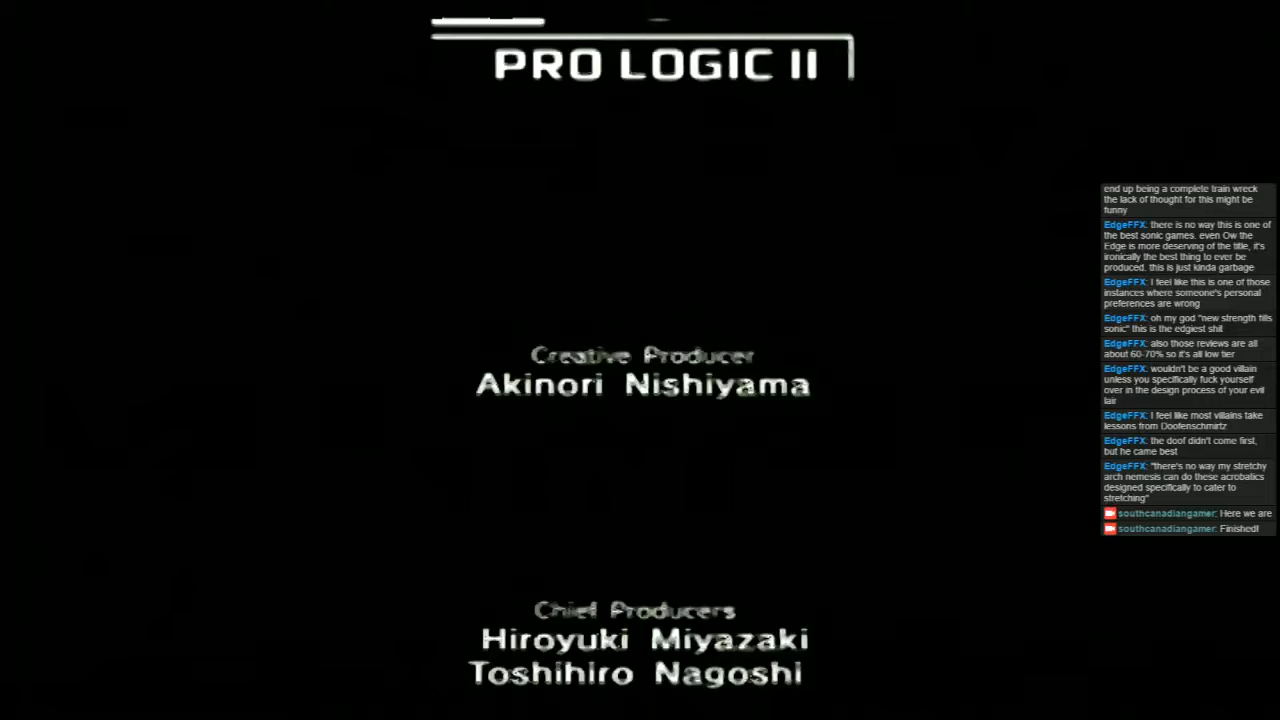 PRO LOGIC II
Creative Producer
Akinori Nishiyama
Chief Producers
Hiroyuki Miyazaki
Toshihiro Nagoshi
end up being a complete train wreck
the lack of thought for this might be
funny
EdgeFFX: there is no way this is one of
the best sonic games. even Ow the
Edge is more deserving of the title, it's
ironically the best thing to ever be
produced. this is just kinda garbage
EdgeFFX: I feel like this is one of those
instances where someone's personal
preferences are wrong
EdgeFFX: oh my god "new strength fills
sonic" this is the edgiest shit
EdgeFFX: also those reviews are all
about 60-70% so it's all low tier
EdgeFFX: wouldn't be a good villain
unless you specifically fuck yourself
over in the design process of your evil
lair
EdgeFFX: I feel like most villains take
lessons from Doofenschmirtz
EdgeFFX: the doof didn't come first,
but he came best
EdgeFFX: "there's no way my stretchy
arch nemesis can do these acrobatics
designed specifically to cater to
stretching"
southcanadiangamer: Here we are
southcanadiangamer: Finished!